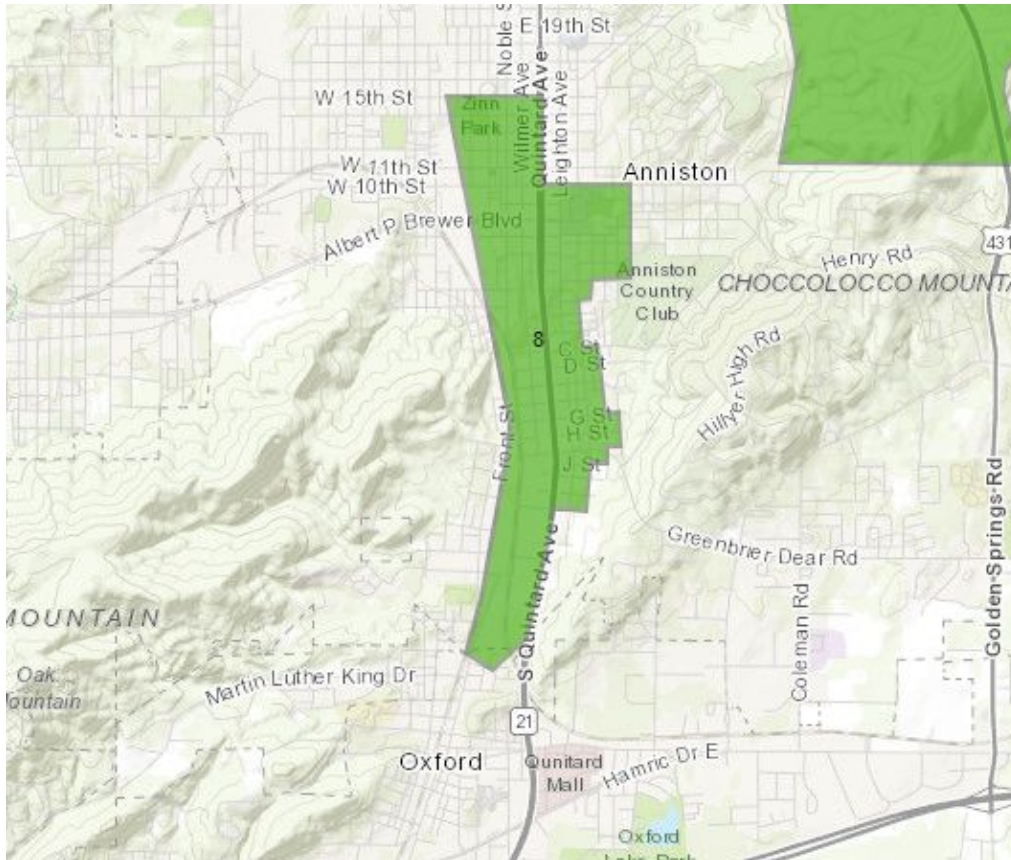 Noble S
E 19th St
W 15th St
Zinn
Park
Wilmer Ave
Quintard Ave
Leighton Ave
W 11th St
W 10th St
Anniston
Albert P Brewer Blvd
431
Henry Rd
Anniston
Country
Club
CHOCCOLOCCO MOUNTA
8
C St
D St
Hillyer High Rd
G St
H St
Front St
J St
Greenbrier Dear Rd
S Quintard Ave
Golden Springs Rd
Coleman Rd
MOUNTAIN
Oak
Mountain
Martin Luther King Dr
21
Oxford
Qunitard
Mall
Hamric Dr E
Oxford
Lake Park